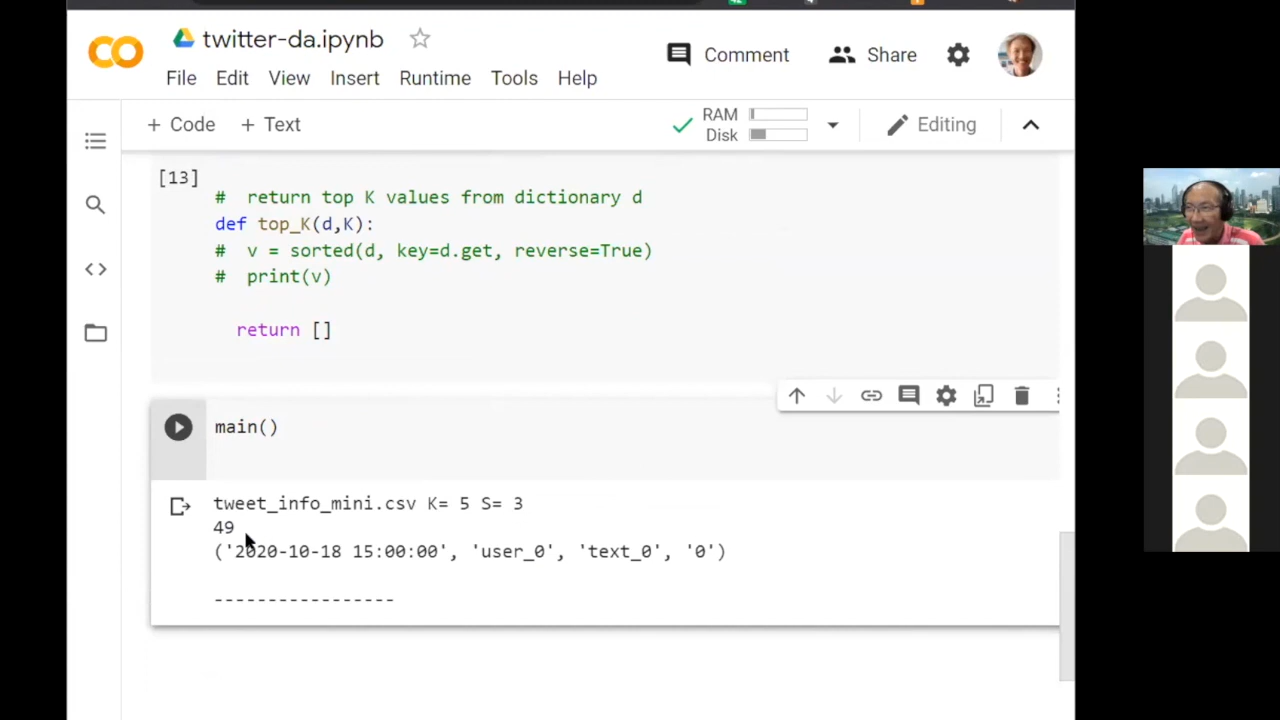 twitter-da.ipynb
Comment
Share
File Edit View Insert Runtime Tools Help
+ Code + Text
RAM
Disk
Editing
[13]
# return top K values from dictionary d
def top_K(d,K):
# v = sorted(d, key=d.get, reverse=True)
# print(v)
return []
main()
tweet_info_mini.csv K= 5 S= 3
49
('2020-10-18 15:00:00', 'user_0', 'text_0', '0')
-----------------